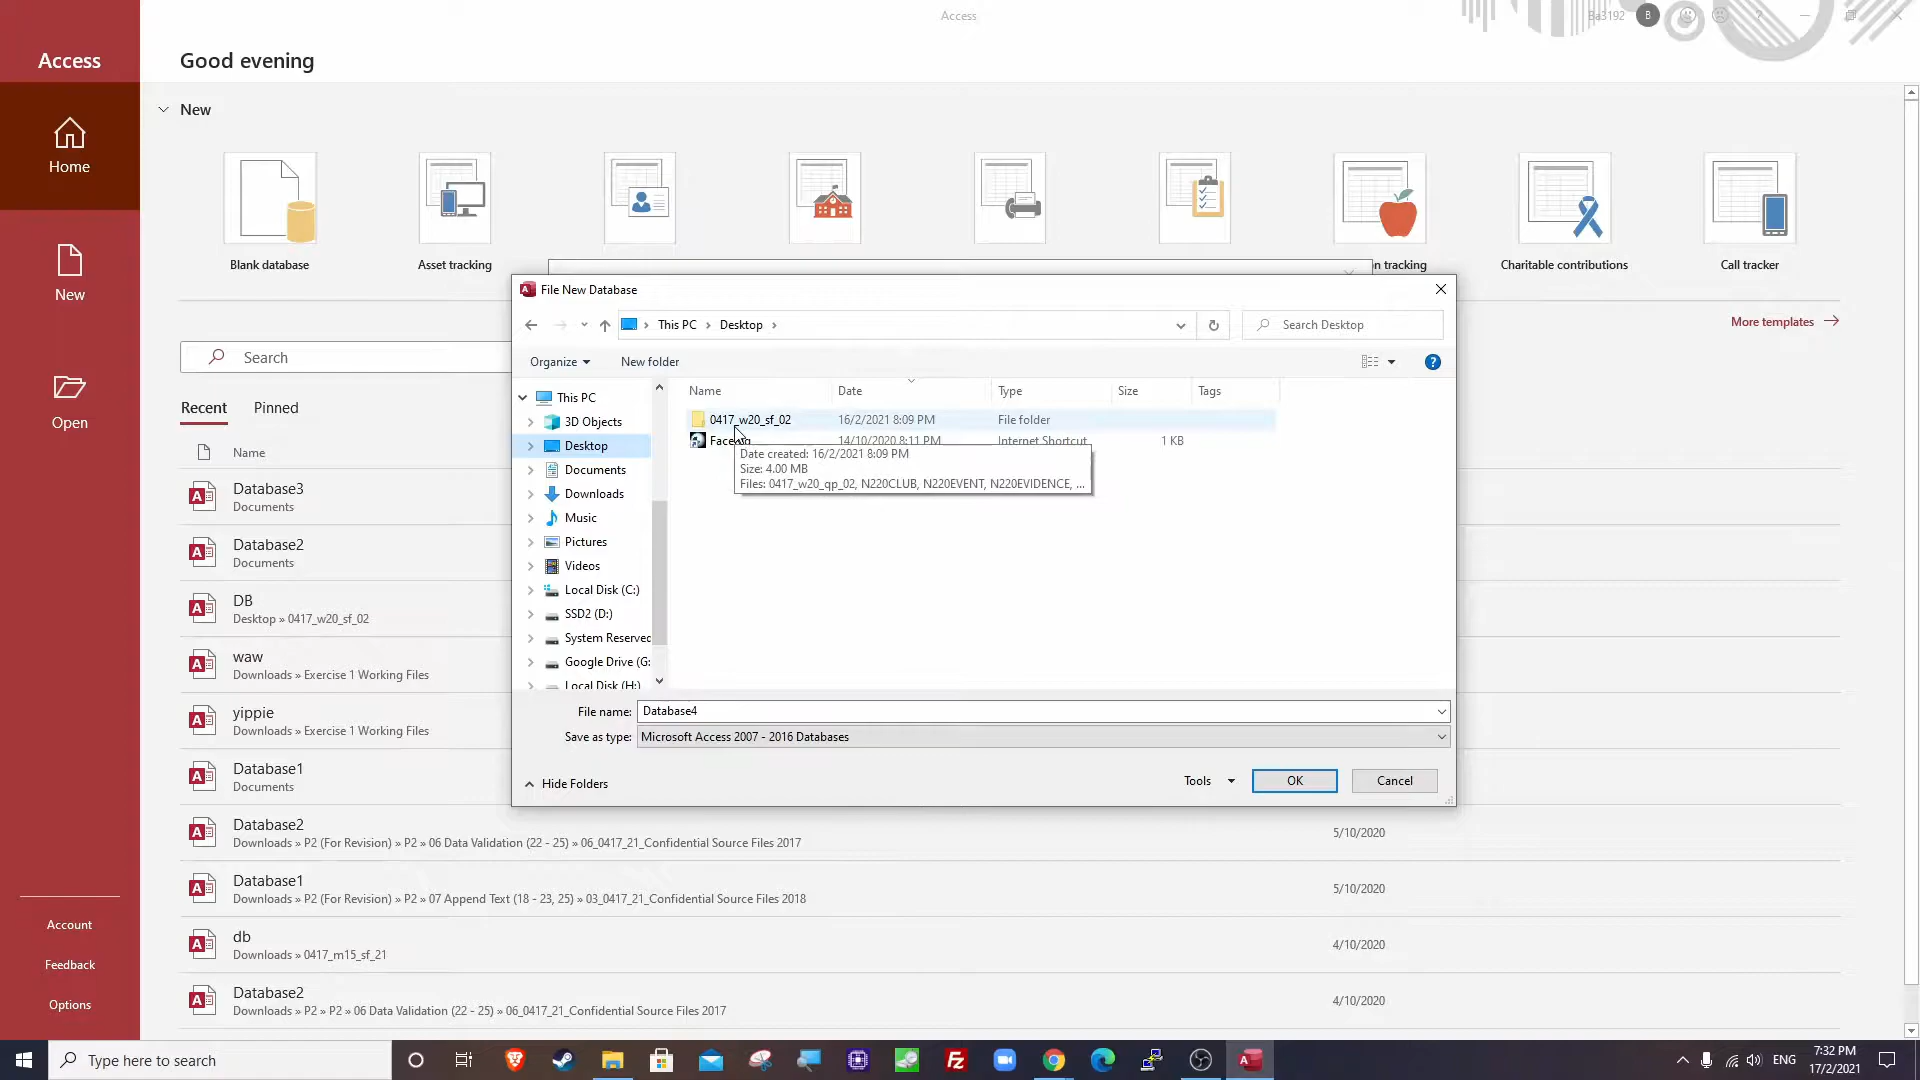 Access
Ba3192
B
Access
Good evening
New
Home
Blank database
Asset tracking
n tracking
Charitable contributions
Call tracker
New
More templates
Search
Open
Recent
Pinned
Name
Database3
Documents
Database2
Documents
DB
Desktop » 0417_w20_sf_02
waw
Downloads » Exercise 1 Working Files
yippie
Downloads » Exercise 1 Working Files
Database1
Documents
Database2
Downloads » P2 (For Revision) » P2 » 06 Data Validation (22 - 25) » 06_0417_21_Confidential Source Files 2017
5/10/2020
Database1
Downloads » P2 (For Revision) » P2 » 07 Append Text (18 - 23, 25) » 03_0417_21_Confidential Source Files 2018
5/10/2020
db
Downloads » 0417_m15_sf_21
4/10/2020
Database2
Downloads » P2 » P2 » 06 Data Validation (22 - 25) » 06_0417_21_Confidential Source Files 2017
4/10/2020
Account
Feedback
Options
File New Database
This PC › Desktop ›
Search Desktop
Organize
New folder
Name
Date
Type
Size
Tags
0417_w20_sf_02
16/2/2021 8:09 PM
File folder
14/10/2020 8:11 PM
Internet Shortcut
1 KB
Date created: 16/2/2021 8:09 PM
Size: 4.00 MB
Files: 0417_w20_qp_02, N220CLUB, N220EVENT, N220EVIDENCE, ...
This PC
3D Objects
Desktop
Documents
Downloads
Music
Pictures
Videos
Local Disk (C:)
SSD2 (D:)
System Reserved
Google Drive (G:
Local Disk (H:)
File name: Database4
Save as type: Microsoft Access 2007 - 2016 Databases
Hide Folders
Tools
OK
Cancel
Type here to search
ENG
7:32 PM
17/2/2021